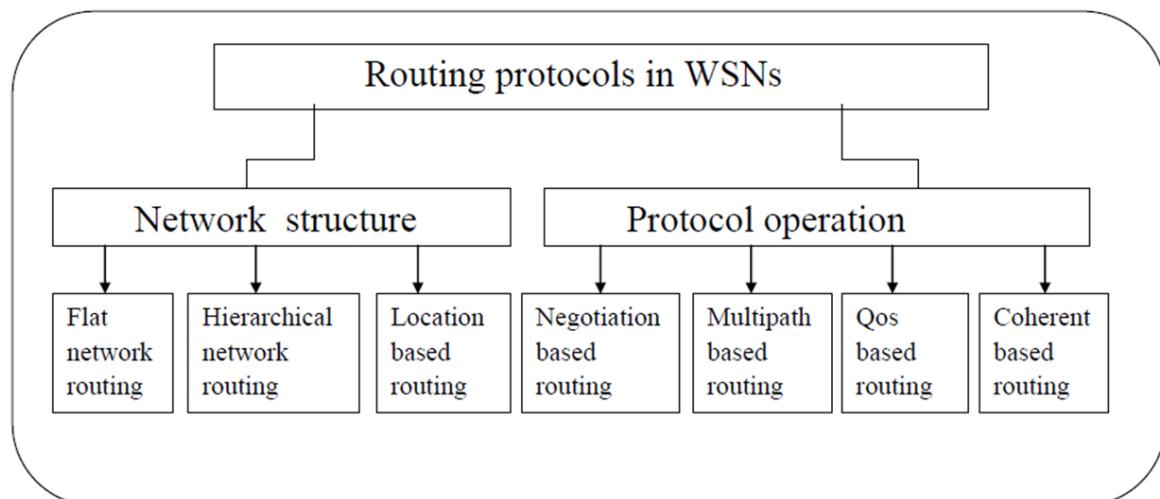 Routing protocols in WSNs
Network structure
Protocol operation
Flat
network
routing
Hierarchical
network
routing
Location
based
routing
Negotiation
based
routing
Multipath
based
routing
Qos
based
routing
Coherent
based
routing